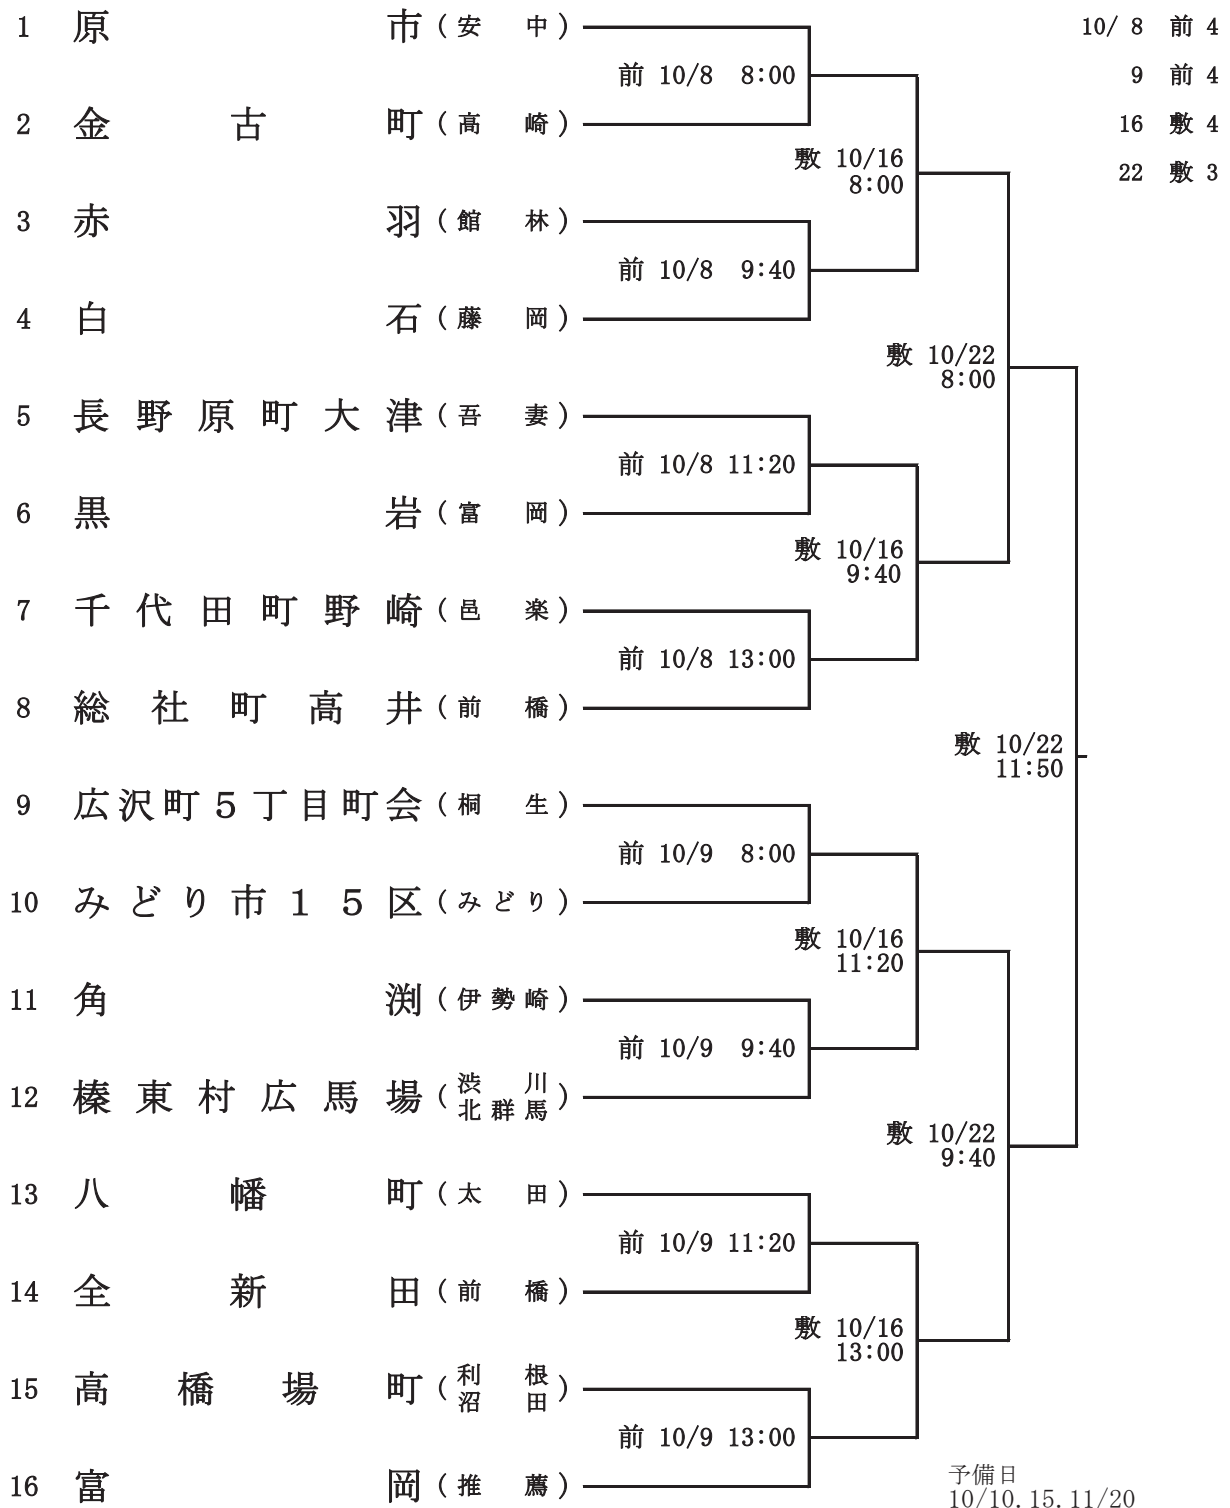 1 原市(安中)
10/ 8 前 4
前 10/8 8:00
9 前 4
2 金古町(高崎)
16 敷 4
敷 10/16
8:00
22 敷 3
3 赤羽(館林)
前 10/8 9:40
4 白石(藤岡)
敷 10/22
8:00
5 長野原町大津(吾妻)
前 10/8 11:20
6 黒岩(富岡)
敷 10/16
9:40
7 千代田町野崎(邑楽)
前 10/8 13:00
8 総社町高井(前橋)
敷 10/22
11:50
9 広沢町5丁目町会(桐生)
前 10/9 8:00
10 みどり市15区(みどり)
敷 10/16
11:20
11 角渕(伊勢崎)
前 10/9 9:40
12 榛東村広馬場(渋川
北群馬)
敷 10/22
9:40
13 八幡町(太田)
前 10/9 11:20
14 全新田(前橋)
敷 10/16
13:00
15 高橋場町(利根
沼田)
前 10/9 13:00
16 富岡(推薦)
予備日
10/10.15.11/20